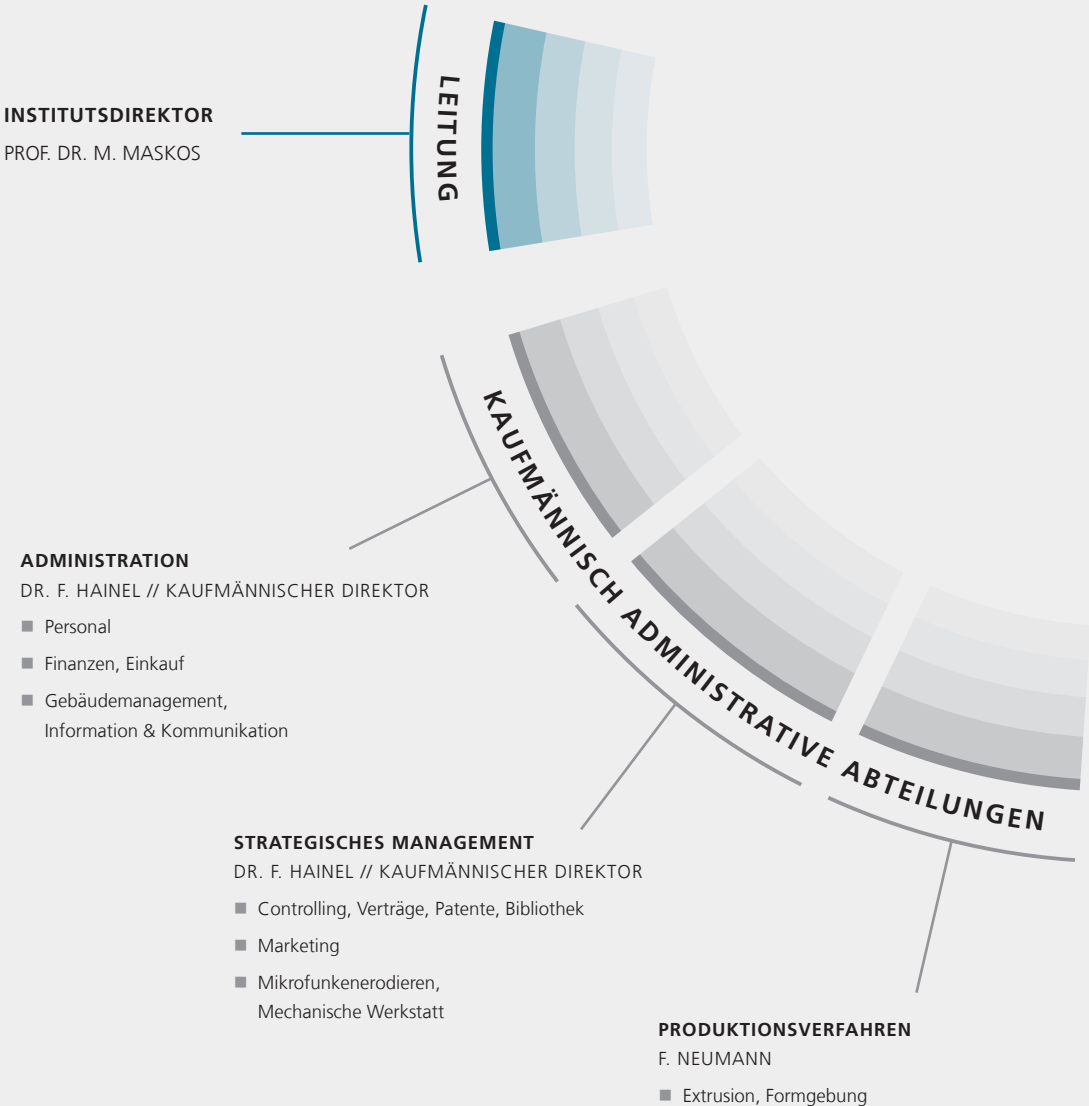 INSTITUTSDIREKTOR
PROF. DR. M. MASKOS
LEITUNG
KAUFMÄNNISCH ADMINISTRATIVE ABTEILUNGEN
ADMINISTRATION
DR. F. HAINEL // KAUFMÄNNISCHER DIREKTOR
Personal
Finanzen, Einkauf
Gebäudemanagement,
Information & Kommunikation
STRATEGISCHES MANAGEMENT
DR. F. HAINEL // KAUFMÄNNISCHER DIREKTOR
Controlling, Verträge, Patente, Bibliothek
Marketing
Mikrofunkenerodieren,
Mechanische Werkstatt
PRODUKTIONSVERFAHREN
F. NEUMANN
Extrusion, Formgebung